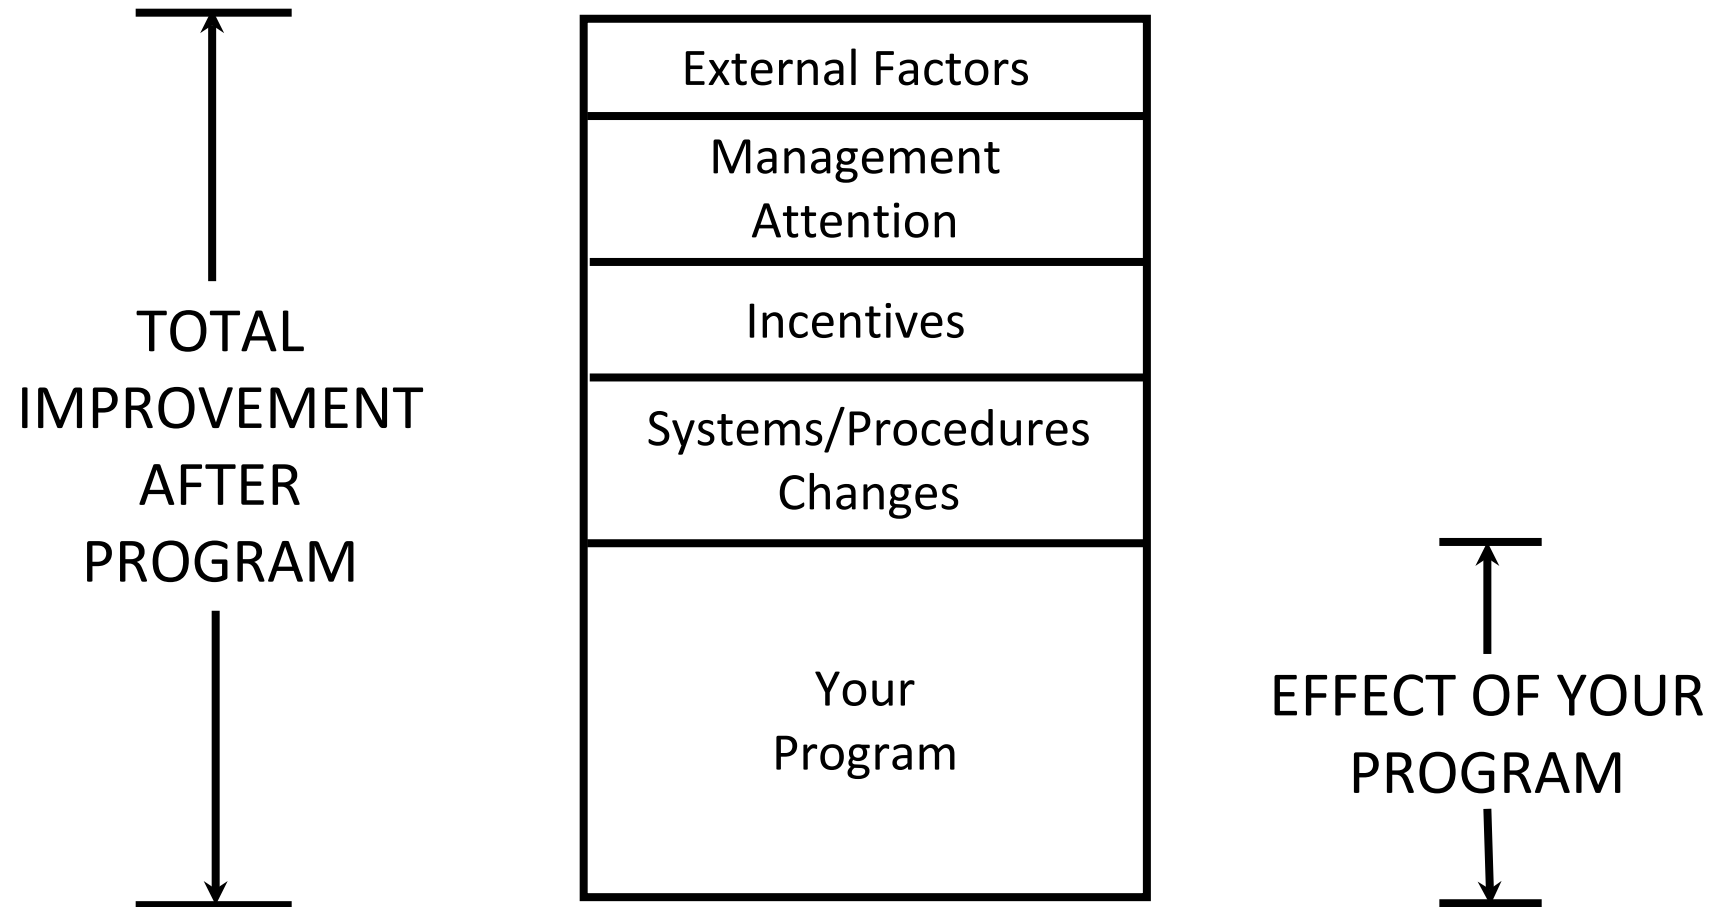 External Factors
Management
Attention
Incentives
Systems/Procedures
Changes
Your
Program
TOTAL
IMPROVEMENT
AFTER
PROGRAM
EFFECT OF YOUR
PROGRAM